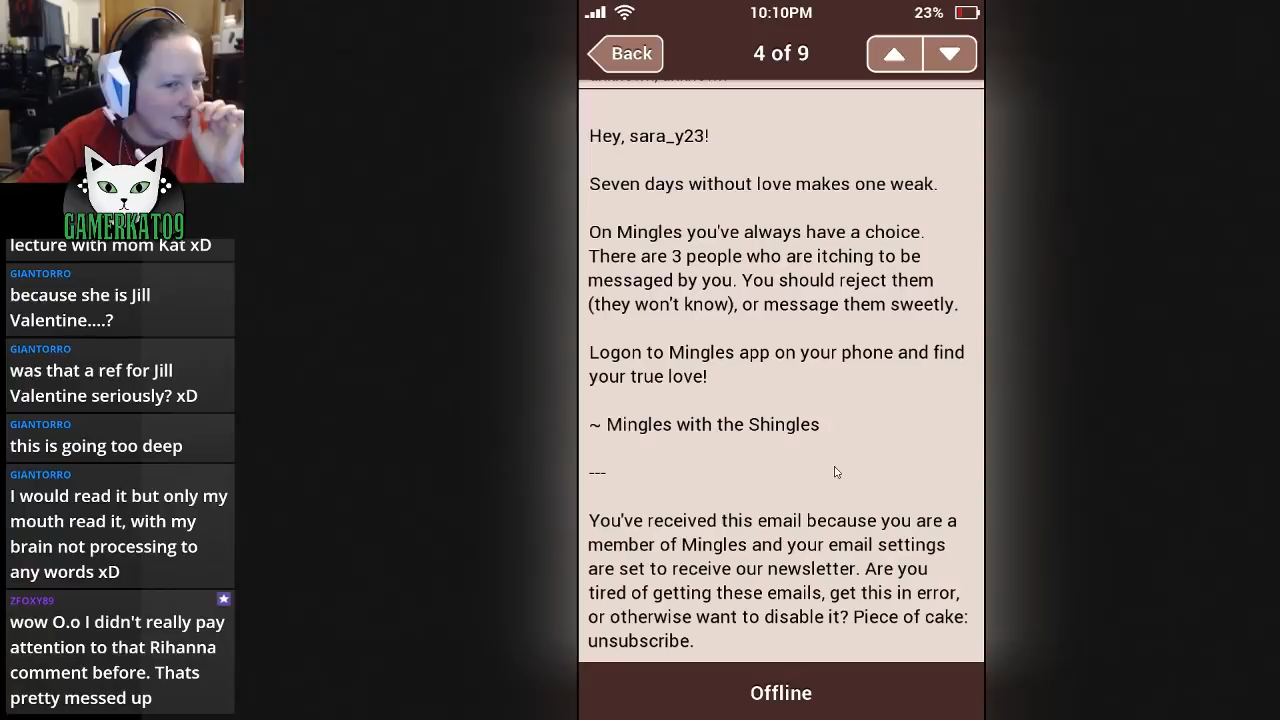 10:10PM
23%
Back
4 of 9
Hey, sara_y23!
Seven days without love makes one weak.
On Mingles you've always have a choice.
There are 3 people who are itching to be
messaged by you. You should reject them
(they won't know), or message them sweetly.
Logon to Mingles app on your phone and find
your true love!
~ Mingles with the Shingles
---
You've received this email because you are a
member of Mingles and your email settings
are set to receive our newsletter. Are you
tired of getting these emails, get this in error,
or otherwise want to disable it? Piece of cake:
unsubscribe.
Offline
GAMERKAT09
lecture with mom Kat xD
GIANTORRO
because she is Jill
Valentine....?
GIANTORRO
was that a ref for Jill
Valentine seriously? xD
GIANTORRO
this is going too deep
GIANTORRO
I would read it but only my
mouth read it, with my
brain not processing to
any words xD
ZFOXY89
wow O.o I didn't really pay
attention to that Rihanna
comment before. Thats
pretty messed up